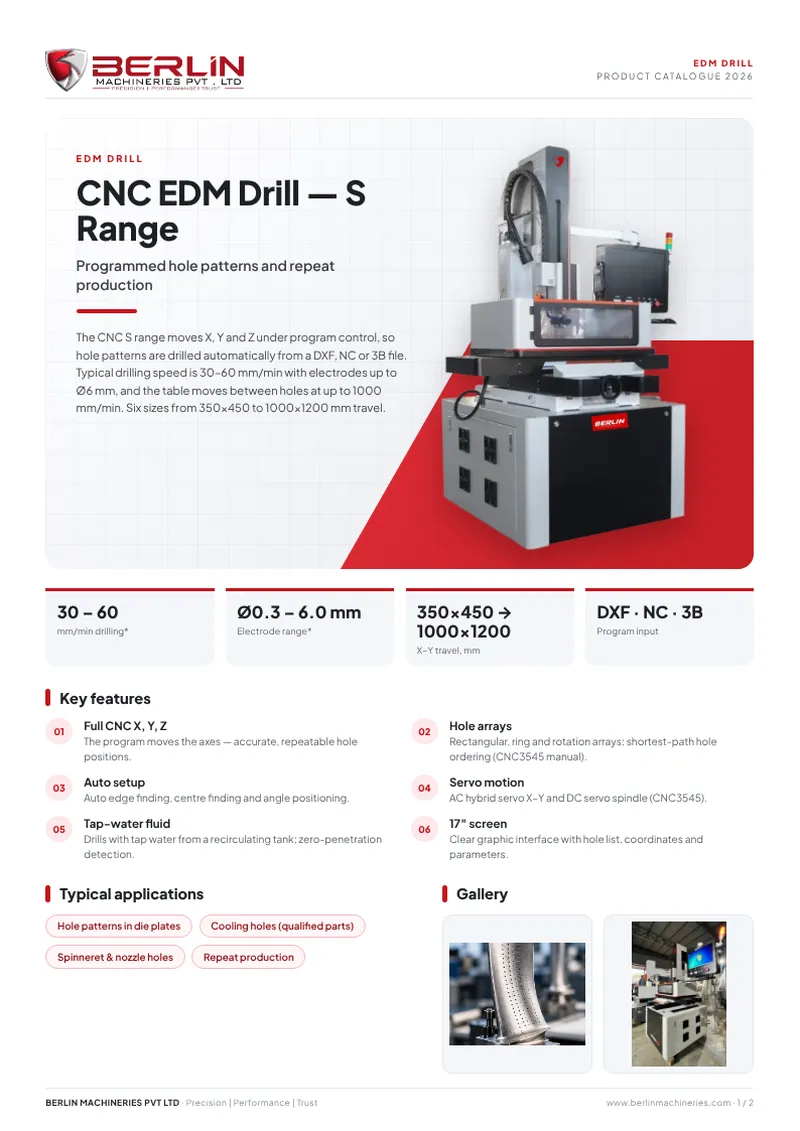 BERLIN
MACHINERIES PVT . LTD
EDM DRILL
PRODUCT CATALOGUE 2026
EDM DRILL
CNC EDM Drill — S
Range
Programmed hole patterns and repeat
production
The CNC S range moves X, Y and Z under program control, so
hole patterns are drilled automatically from a DXF, NC or 3B file.
Typical drilling speed is 30–60 mm/min with electrodes up to
Ø6 mm, and the table moves between holes at up to 1000
mm/min. Six sizes from 350×450 to 1000×1200 mm travel.
BERLIN
30 – 60
mm/min drilling*
Ø0.3 – 6.0 mm
Electrode range*
350×450 →
1000×1200
X–Y travel, mm
DXF · NC · 3B
Program input
Key features
01
Full CNC X, Y, Z
The program moves the axes — accurate, repeatable hole
positions.
02
Hole arrays
Rectangular, ring and rotation arrays; shortest-path hole
ordering (CNC3545 manual).
03
Auto setup
Auto edge finding, centre finding and angle positioning.
04
Servo motion
AC hybrid servo X–Y and DC servo spindle (CNC3545).
05
Tap-water fluid
Drills with tap water from a recirculating tank; zero-penetration
detection.
06
17" screen
Clear graphic interface with hole list, coordinates and
parameters.
Typical applications
Hole patterns in die plates
Cooling holes (qualified parts)
Spinneret & nozzle holes
Repeat production
Gallery
BERLIN MACHINERIES PVT LTD · Precision | Performance | Trust
www.berlinmachineries.com · 1 / 2